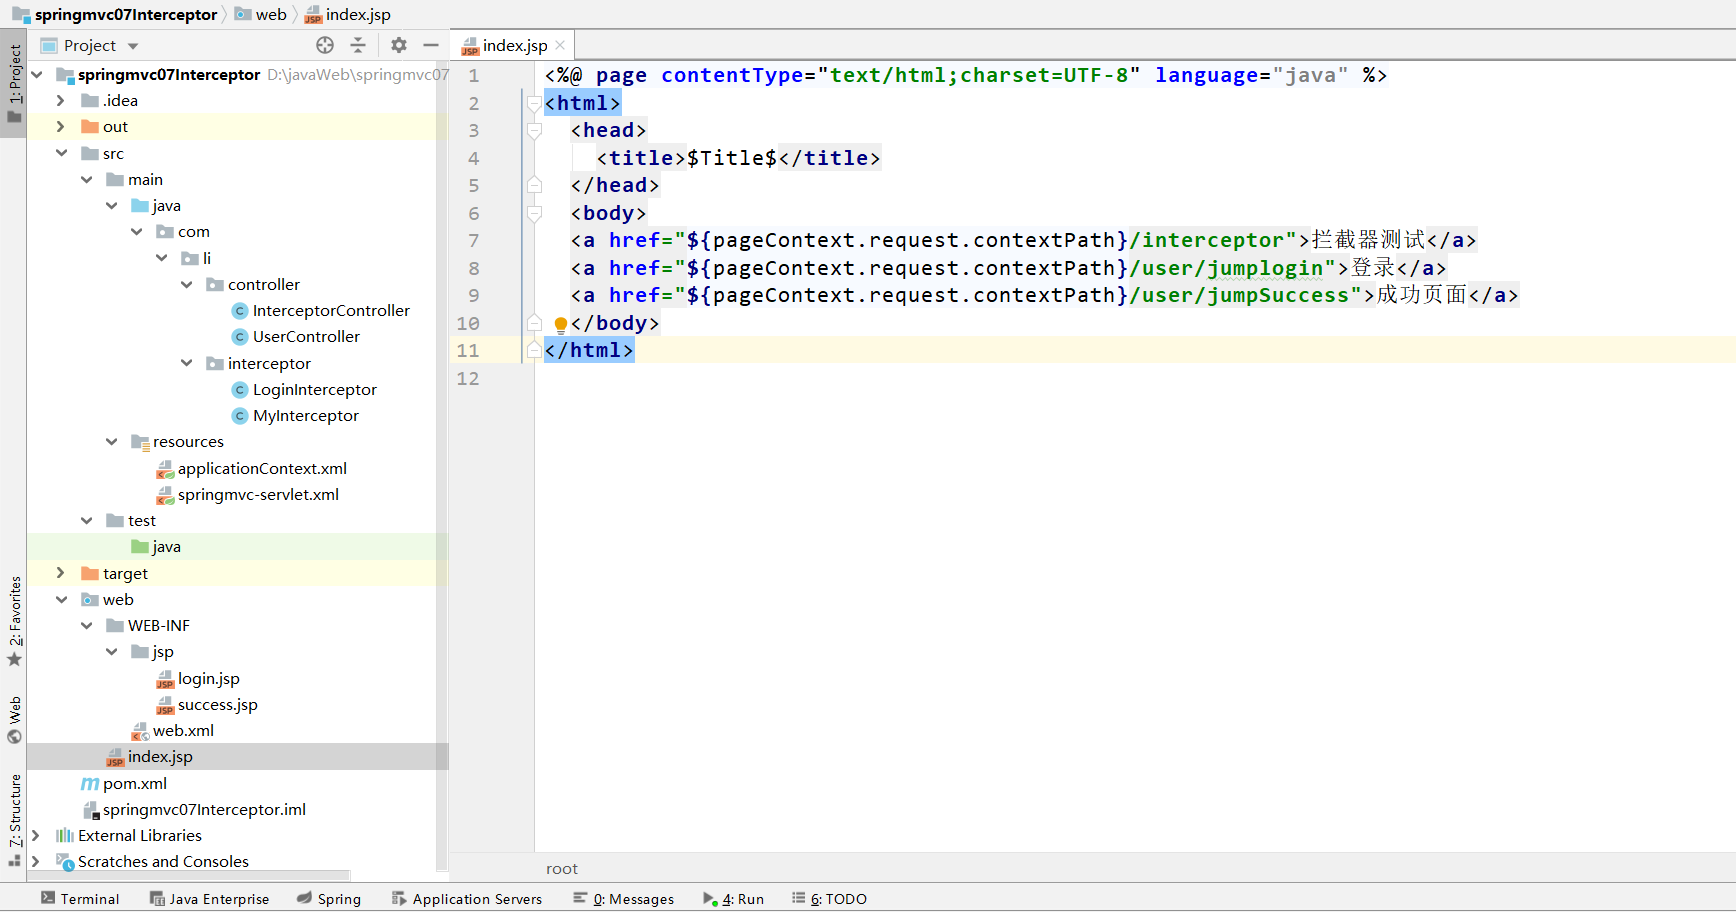 springmvc07Interceptor web index.jsp
1: Project
2: Favorites
Web
7: Structure
Project
springmvc07Interceptor D:\javaWeb\springmvc07
.idea
out
src
main
java
com
li
controller
InterceptorController
UserController
interceptor
LoginInterceptor
MyInterceptor
resources
applicationContext.xml
springmvc-servlet.xml
test
java
target
web
WEB-INF
jsp
login.jsp
success.jsp
web.xml
index.jsp
pom.xml
springmvc07Interceptor.iml
External Libraries
Scratches and Consoles
index.jsp
1 <%@ page contentType="text/html;charset=UTF-8" language="java" %>
2 <html>
3 <head>
4 <title>$Title$</title>
5 </head>
6 <body>
7 <a href="${pageContext.request.contextPath}/interceptor">拦截器测试</a>
8 <a href="${pageContext.request.contextPath}/user/jumplogin">登录</a>
9 <a href="${pageContext.request.contextPath}/user/jumpSuccess">成功页面</a>
10 </body>
11 </html>
12
root
Terminal Java Enterprise Spring Application Servers 0: Messages 4: Run 6: TODO